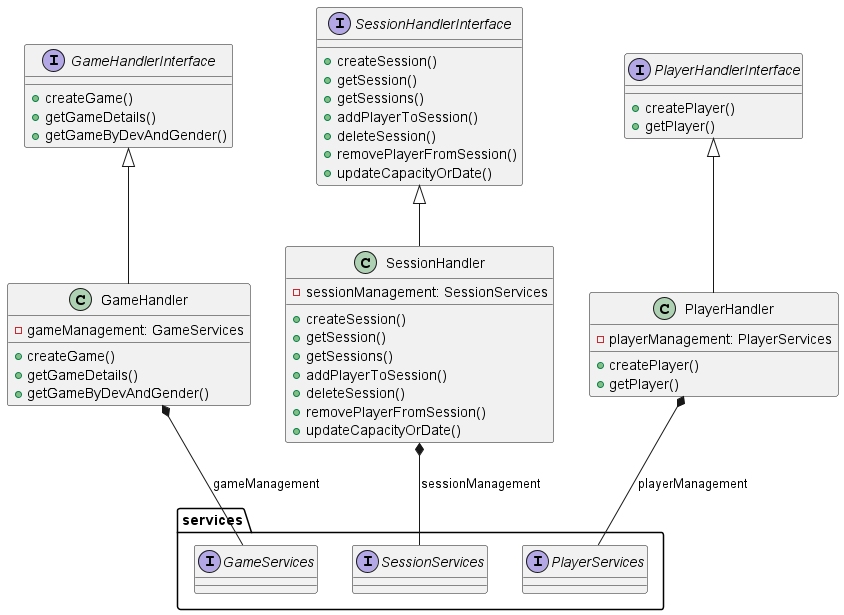 I GameHandlerInterface
createGame()
getGameDetails()
getGameByDevAndGender()
I SessionHandlerInterface
createSession()
getSession()
getSessions()
addPlayerToSession()
deleteSession()
removePlayerFromSession()
updateCapacityOrDate()
I PlayerHandlerInterface
createPlayer()
getPlayer()
C GameHandler
gameManagement: GameServices
createGame()
getGameDetails()
getGameByDevAndGender()
C SessionHandler
sessionManagement: SessionServices
createSession()
getSession()
getSessions()
addPlayerToSession()
deleteSession()
removePlayerFromSession()
updateCapacityOrDate()
C PlayerHandler
playerManagement: PlayerServices
createPlayer()
getPlayer()
gameManagement
sessionManagement
playerManagement
services
I GameServices
I SessionServices
I PlayerServices